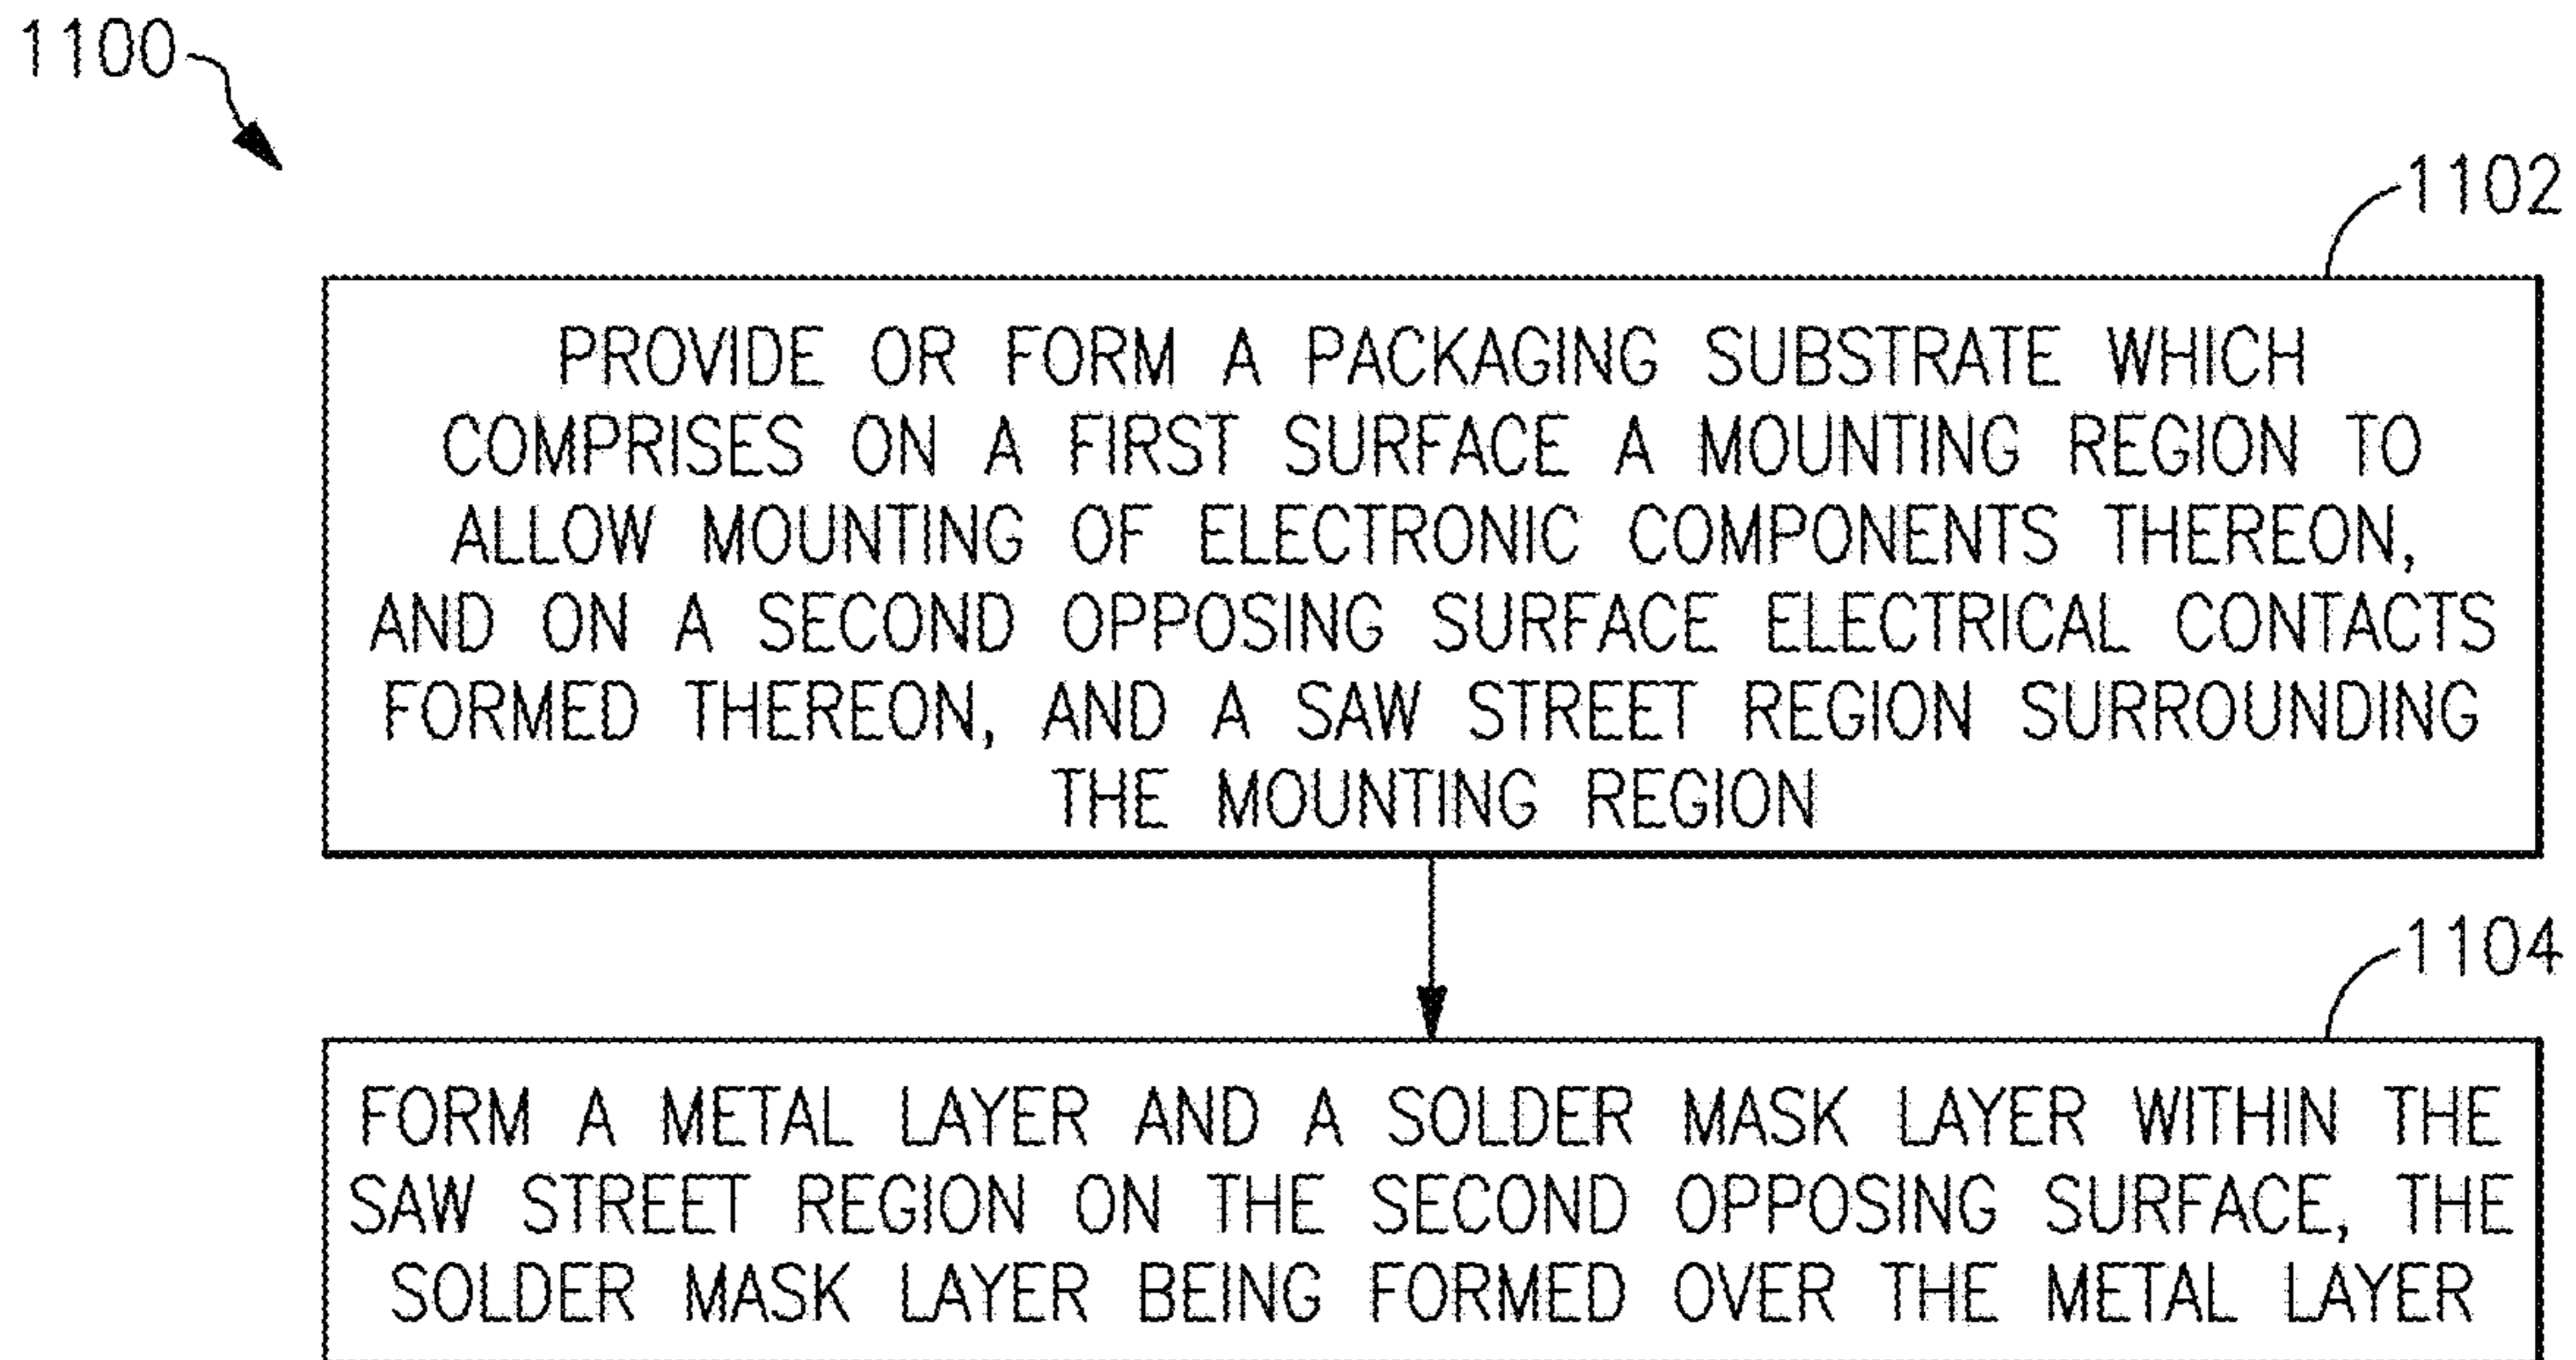 1100
1102
PROVIDE OR FORM A PACKAGING SUBSTRATE WHICH
COMPRISES ON A FIRST SURFACE A MOUNTING REGION TO
ALLOW MOUNTING OF ELECTRONIC COMPONENTS THEREON,
AND ON A SECOND OPPOSING SURFACE ELECTRICAL CONTACTS
FORMED THEREON, AND A SAW STREET REGION SURROUNDING
THE MOUNTING REGION
1104
FORM A METAL LAYER AND A SOLDER MASK LAYER WITHIN THE
SAW STREET REGION ON THE SECOND OPPOSING SURFACE, THE
SOLDER MASK LAYER BEING FORMED OVER THE METAL LAYER